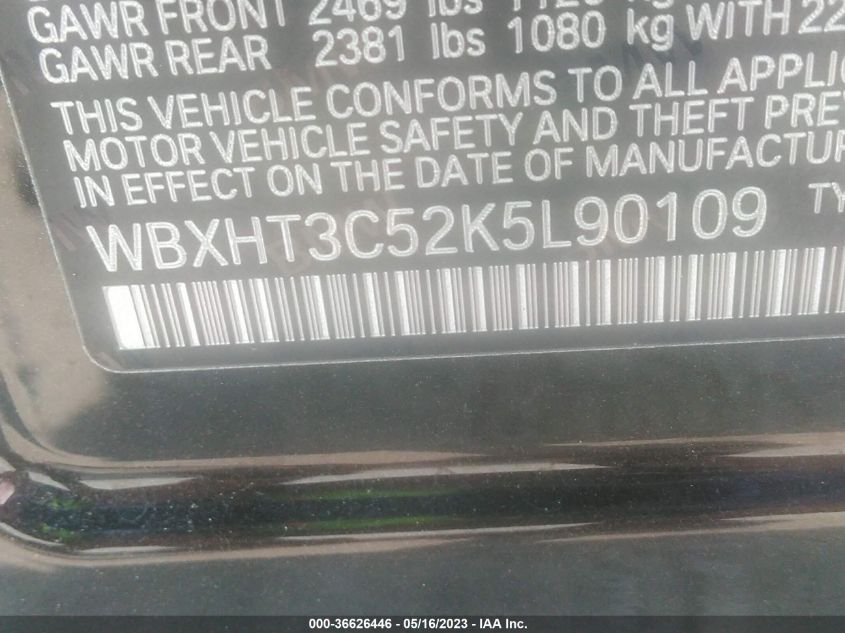 GAWR FRONT 2469 lbs 1120
GAWR REAR 2381 lbs 1080 kg WITH 22
THIS VEHICLE CONFORMS TO ALL APPLIC
MOTOR VEHICLE SAFETY AND THEFT PREV
IN EFFECT ON THE DATE OF MANUFACTUR
WBXHT3C52K5L90109 TY
000-36626446 - 05/16/2023 - IAA Inc.